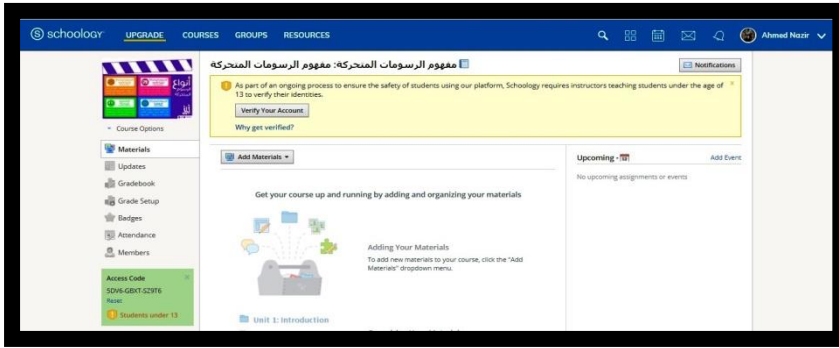 schoology
UPGRADE COURSES GROUPS RESOURCES
Ahmed Nazir
مفهوم الرسومات المتحركة: مفهوم الرسومات المتحركة
Notifications
As part of an ongoing process to ensure the safety of students using our platform, Schoology requires instructors teaching students under the age of
13 to verify their identities.
Verify Your Account
Why get verified?
أنواع
Course Options
Materials
Updates
Gradebook
Grade Setup
Badges
Attendance
Members
Access Code
Reset
Students under 13
Add Materials
Get your course up and running by adding and organizing your materials
Adding Your Materials
To add new materials to your course, click the "Add
Materials" dropdown menu.
Unit 1: Introduction
Upcoming
Add Event
No upcoming assignments or events